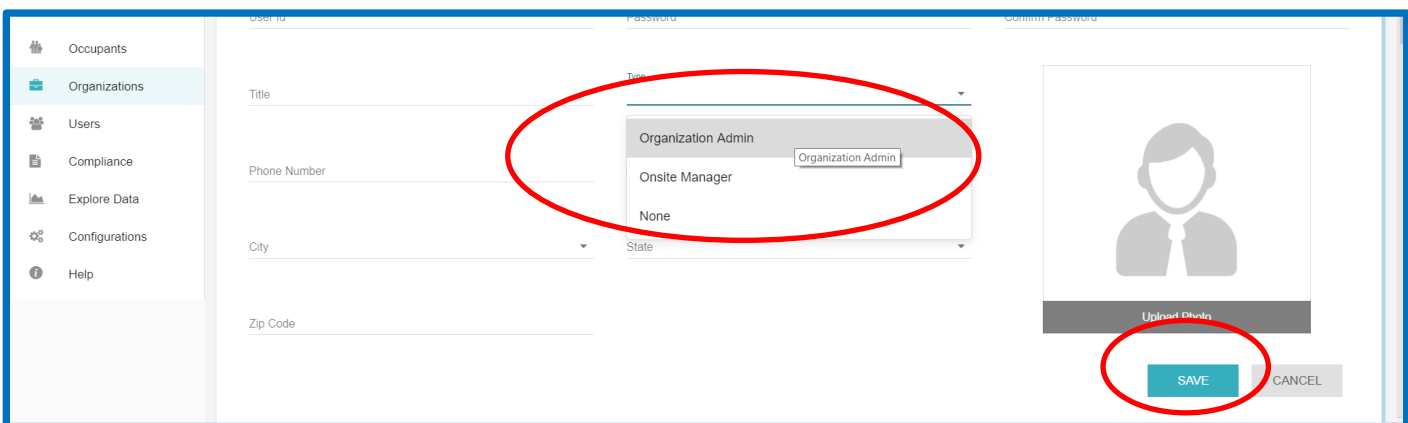 User Id
Password
Confirm Password
Occupants
Organizations
Users
Compliance
Explore Data
Configurations
Help
Title
Type
Organization Admin
Organization Admin
Onsite Manager
None
Phone Number
City
State
Zip Code
Upload Photo
SAVE
CANCEL